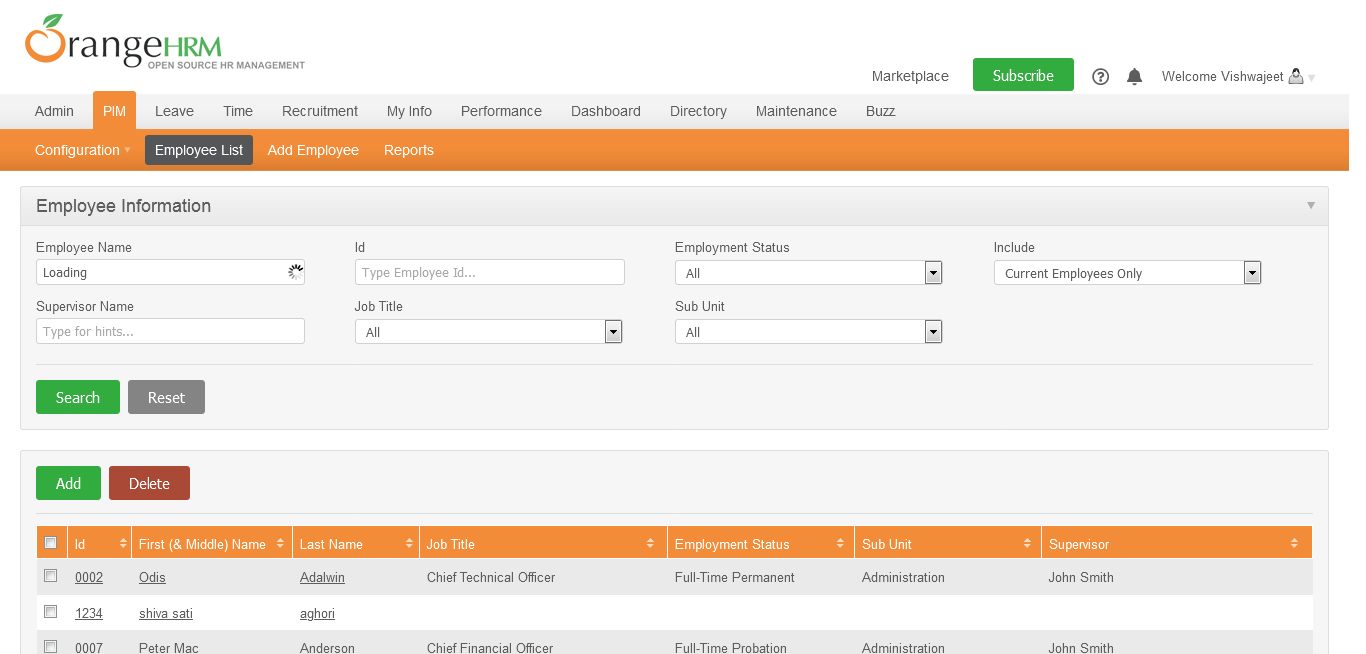 OrangeHRM
OPEN SOURCE HR MANAGEMENT
Marketplace Subscribe ? Welcome Vishwajeet
Admin PIM Leave Time Recruitment My Info Performance Dashboard Directory Maintenance Buzz
Configuration Employee List Add Employee Reports
Employee Information
Employee Name Id Employment Status Include
Loading Type Employee Id... All Current Employees Only
Supervisor Name Job Title Sub Unit
Type for hints... All All
Search Reset
Add Delete
Id First (& Middle) Name Last Name Job Title Employment Status Sub Unit Supervisor
0002 Odis Adalwin Chief Technical Officer Full-Time Permanent Administration John Smith
1234 shiva sati aghori
0007 Peter Mac Anderson Chief Financial Officer Full-Time Probation Administration John Smith